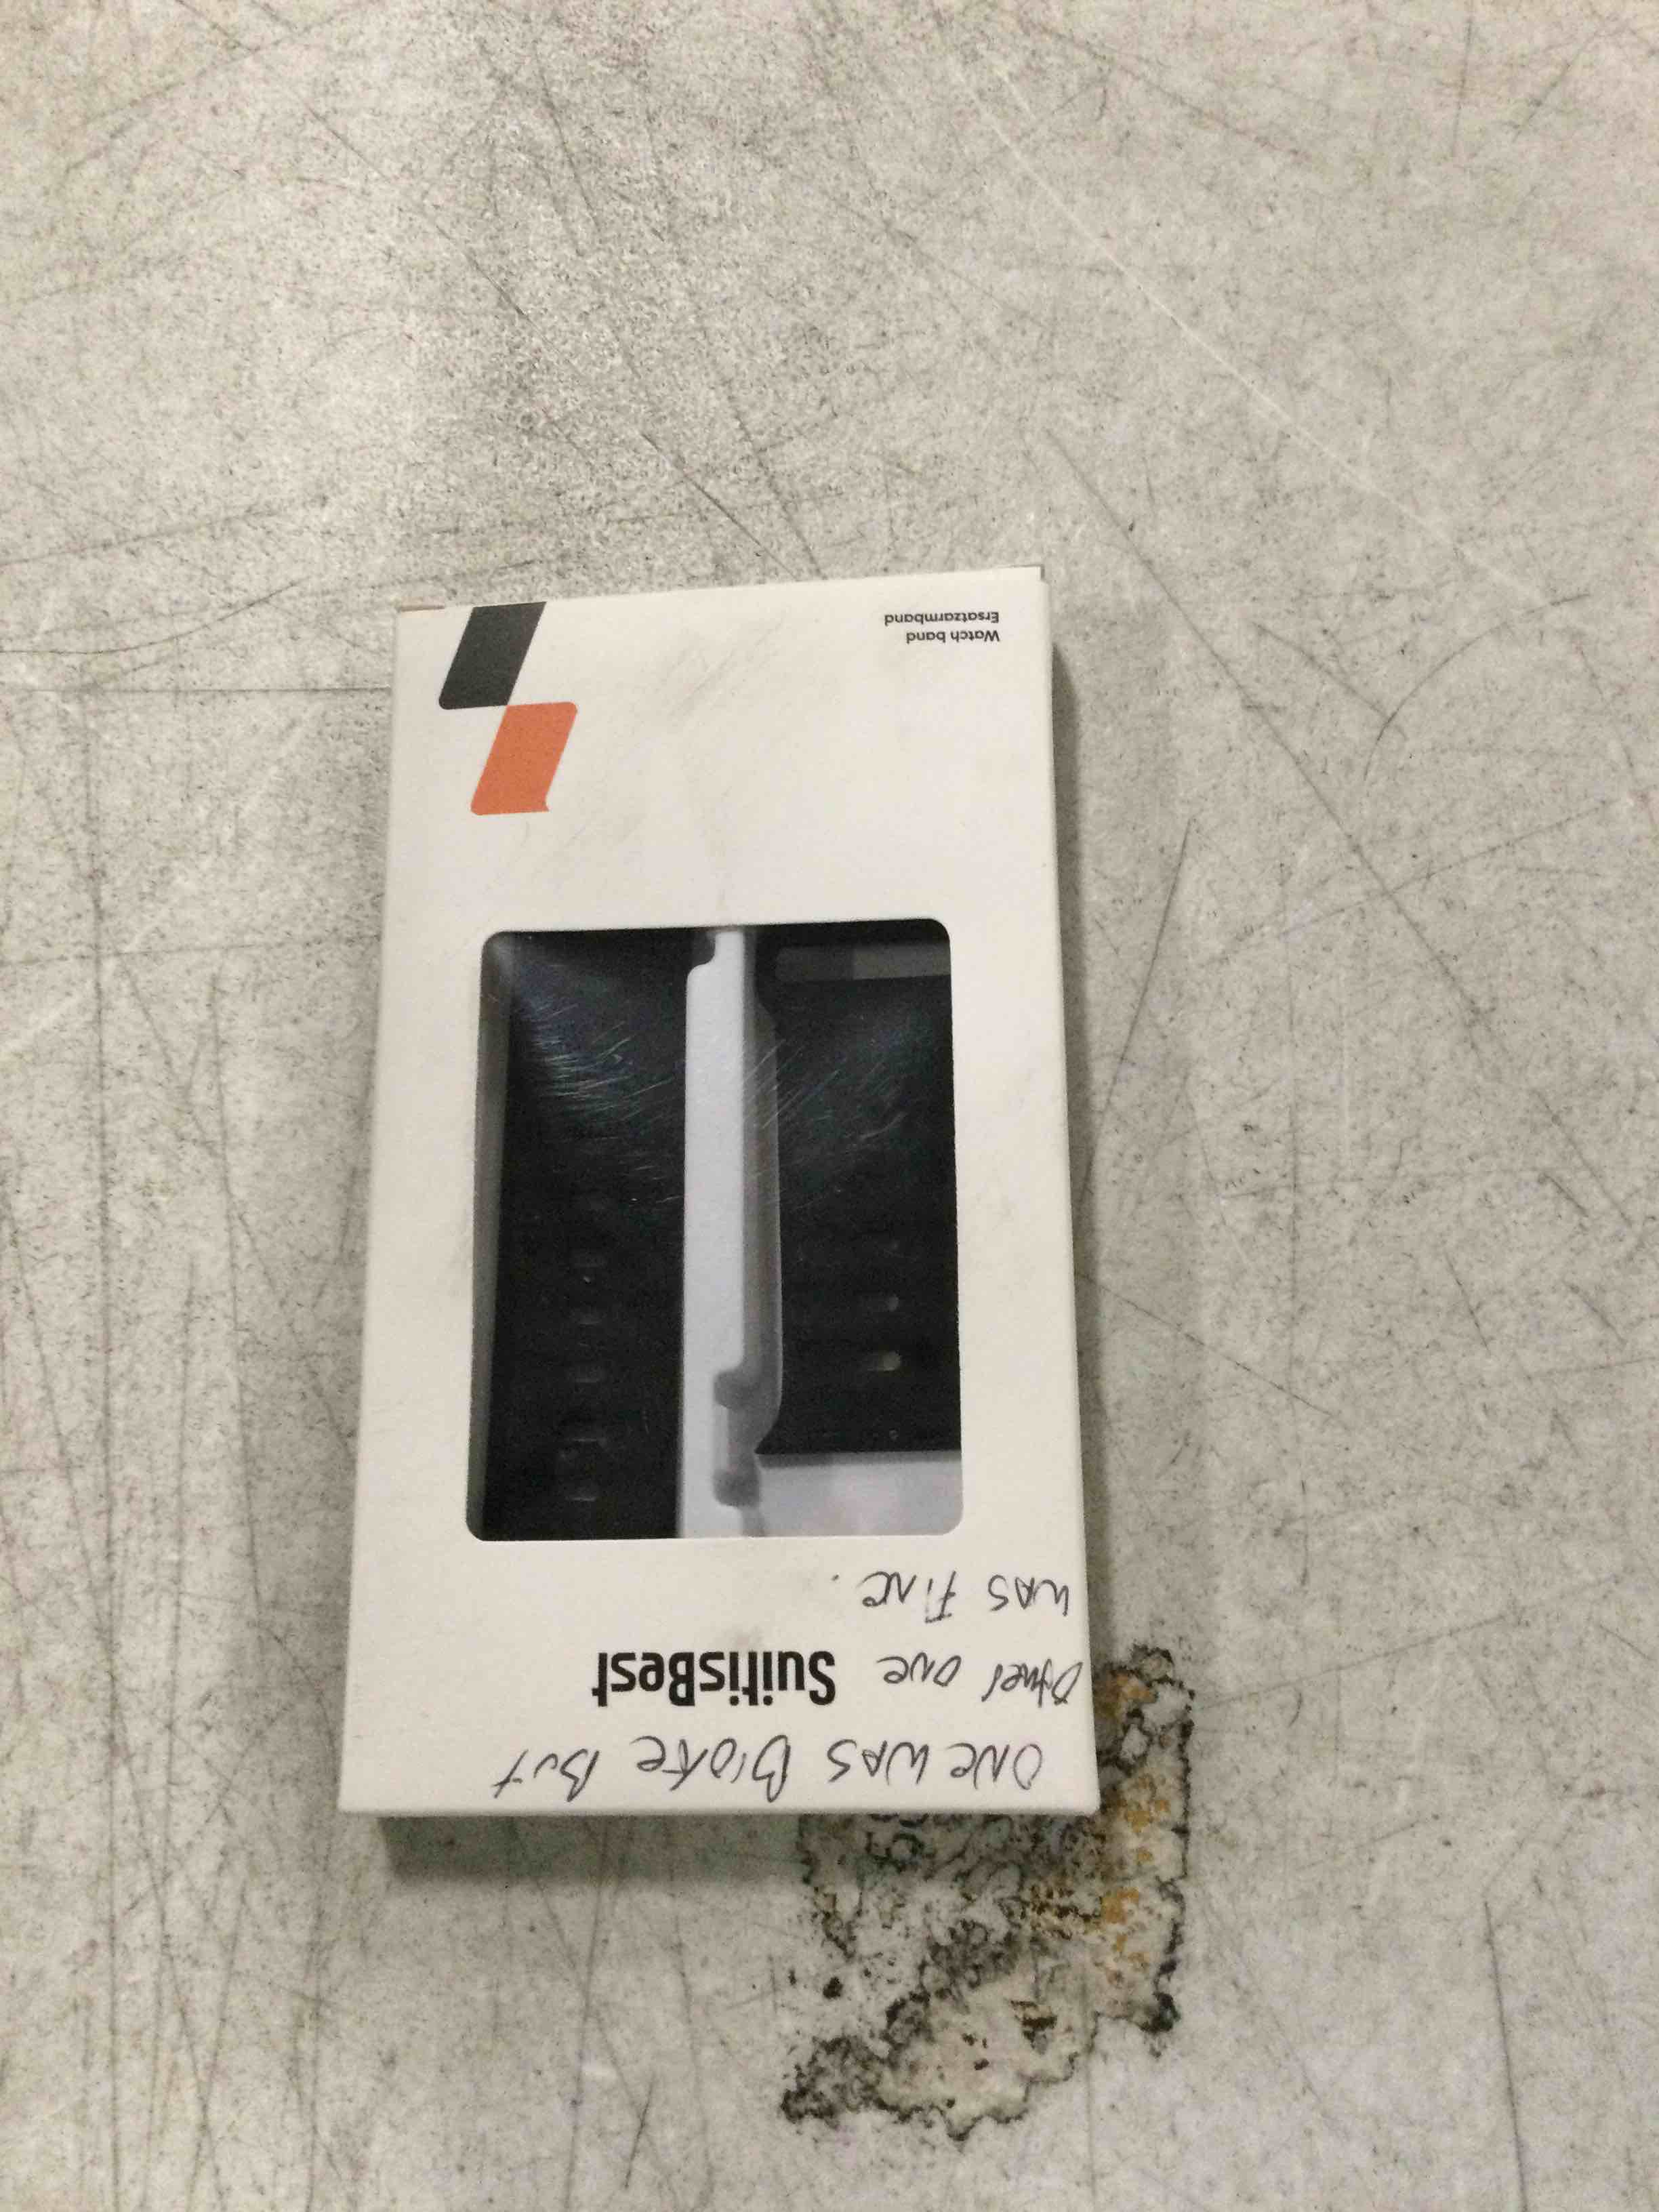 ONE WAS BrOKe BuT
Other ONe
SuitisBest
WAS FINe.
Watch band
Ersatzarmband